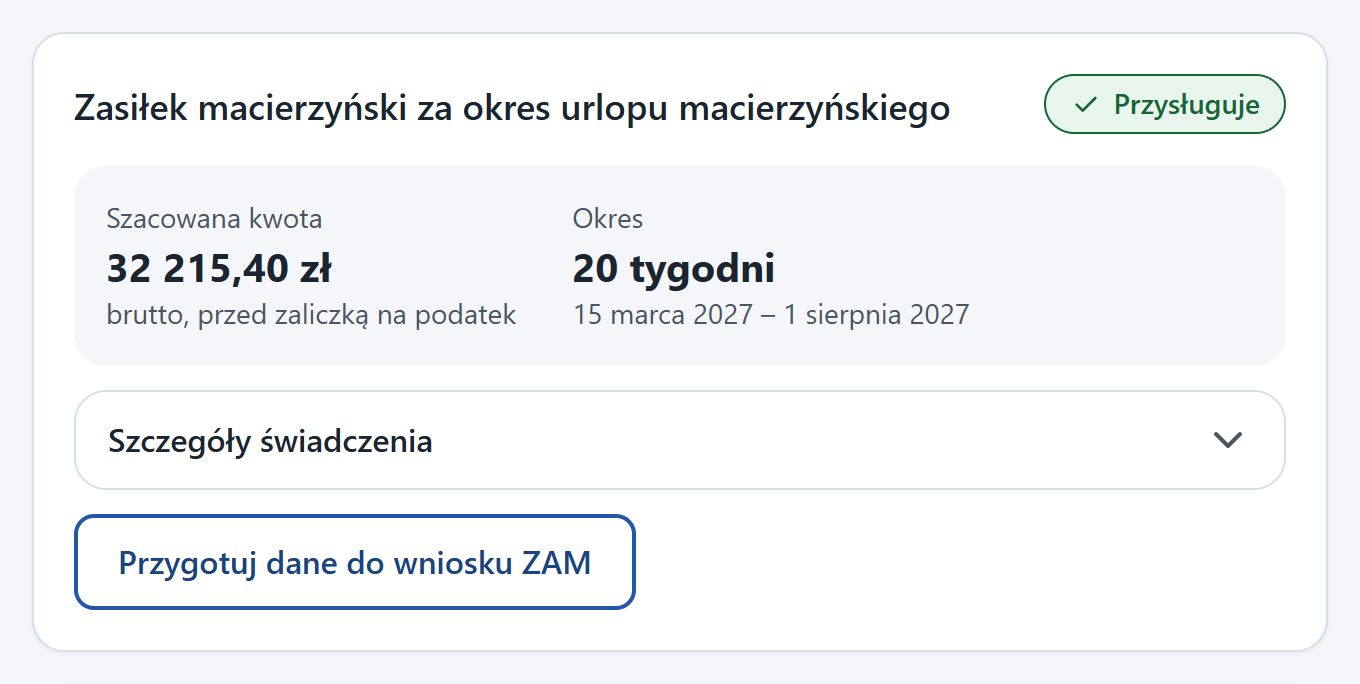 Zasiłek macierzyński za okres urlopu macierzyńskiego
Przysługuje
Szacowana kwota
32 215,40 zł
brutto, przed zaliczką na podatek
Okres
20 tygodni
15 marca 2027 – 1 sierpnia 2027
Szczegóły świadczenia
Przygotuj dane do wniosku ZAM